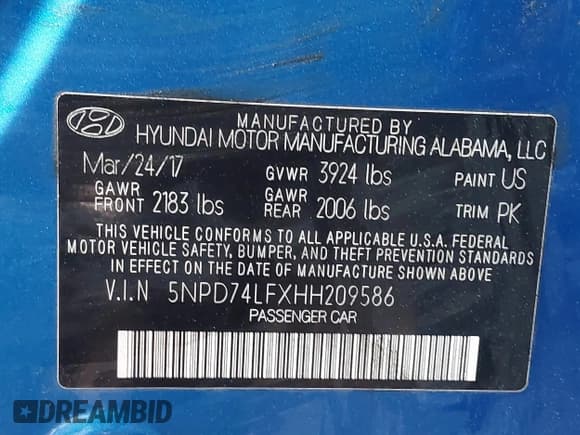 MANUFACTURED BY
HYUNDAI MOTOR MANUFACTURING ALABAMA, LLC
Mar/24/17 GVWR 3924 lbs PAINT US
GAWR FRONT 2183 lbs GAWR REAR 2006 lbs TRIM PK
THIS VEHICLE CONFORMS TO ALL APPLICABLE U.S.A. FEDERAL
MOTOR VEHICLE SAFETY, BUMPER, AND THEFT PREVENTION STANDARDS
IN EFFECT ON THE DATE OF MANUFACTURE SHOWN ABOVE
V.I.N 5NPD74LFXHH209586
PASSENGER CAR
DREAMBID